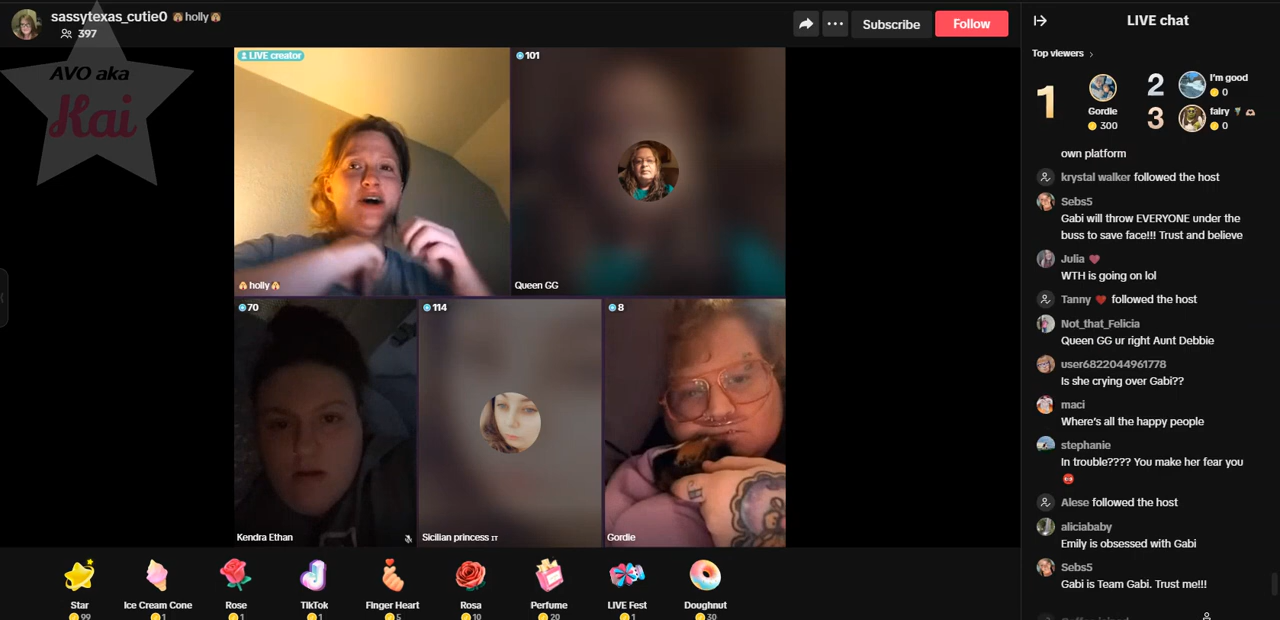 sassytexas_cutie0 🙈holly🙈
397
Subscribe
Follow
LIVE chat
AVO aka
Kai
LIVE creator
101
holly
Queen GG
70
114
8
Kendra Ethan
Sicilian princess IT
Gordie
Star
Ice Cream Cone
Rose
TikTok
Finger Heart
Rosa
Perfume
LIVE Fest
Doughnut
99
1
1
1
5
10
20
1
30
Top viewers >
1
Gordie
300
2
I'm good
0
3
fairy
0
own platform
krystal walker followed the host
Sebs5
Gabi will throw EVERYONE under the
buss to save face!!! Trust and believe
Julia
WTH is going on lol
Tanny ❤️ followed the host
Not_that_Felicia
Queen GG ur right Aunt Debbie
user6822044961778
Is she crying over Gabi??
maci
Where's all the happy people
stephanie
In trouble???? You make her fear you
Alese followed the host
aliciababy
Emily is obsessed with Gabi
Sebs5
Gabi is Team Gabi. Trust me!!!